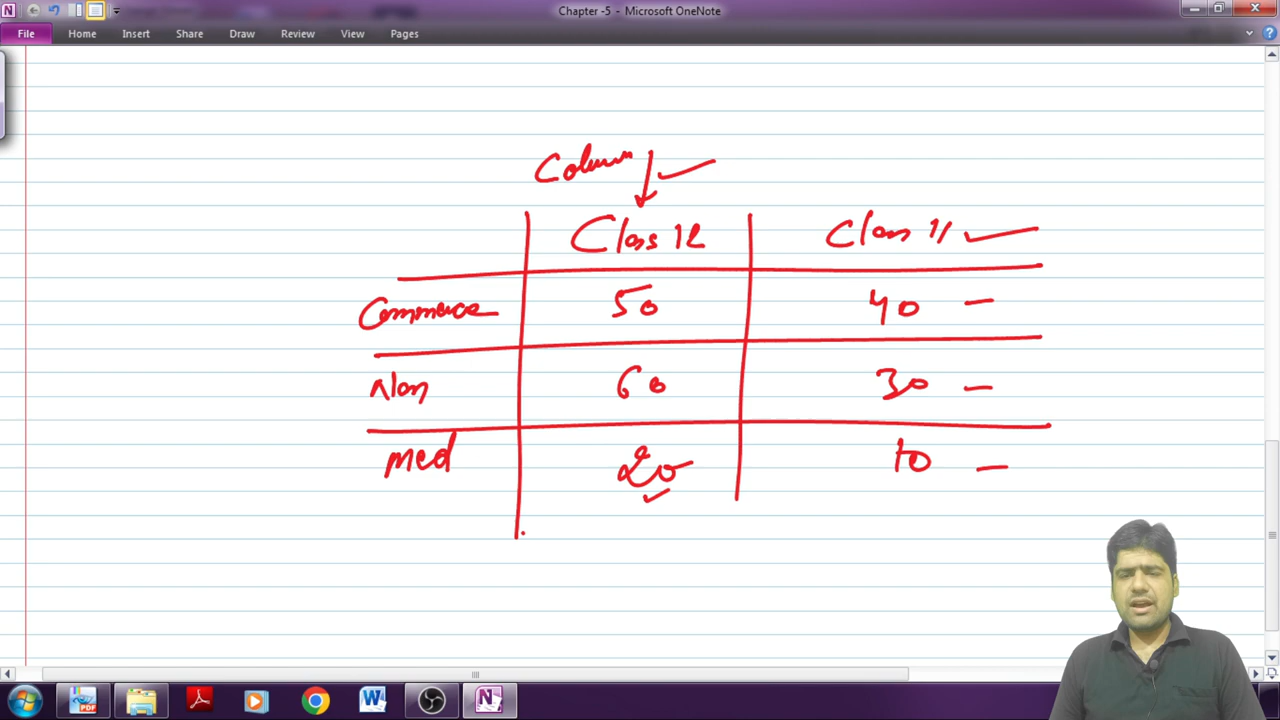 Chapter -5 - Microsoft OneNote
File Home Insert Share Draw Review View Pages
Column
Class 12 Class 11
Commerce 50 40
Non 60 30
Med 20 10